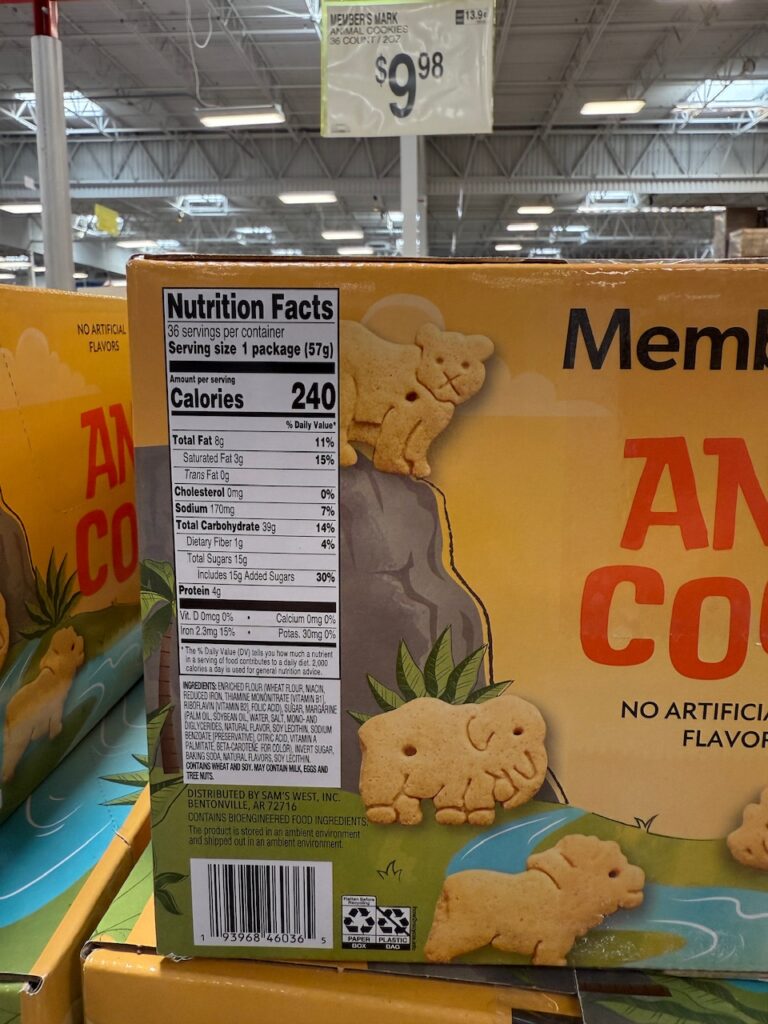 MEMBER'S MARK
ANIMAL COOKIES
36 COUNT / 2OZ
13.9¢
$9.98
NO ARTIFICIAL
FLAVORS
AN
CO
Nutrition Facts
36 servings per container
Serving size 1 package (57g)
Amount per serving
Calories 240
% Daily Value*
Total Fat 8g 11%
Saturated Fat 3g 15%
Trans Fat 0g
Cholesterol 0mg 0%
Sodium 170mg 7%
Total Carbohydrate 39g 14%
Dietary Fiber 1g 4%
Total Sugars 15g
Includes 15g Added Sugars 30%
Protein 4g
Vit. D 0mcg 0% • Calcium 0mg 0%
Iron 2.3mg 15% • Potas. 30mg 0%
* The % Daily Value (DV) tells you how much a nutrient
in a serving of food contributes to a daily diet. 2,000
calories a day is used for general nutrition advice.
INGREDIENTS: ENRICHED FLOUR (WHEAT FLOUR, NIACIN,
REDUCED IRON, THIAMINE MONONITRATE [VITAMIN B1],
RIBOFLAVIN [VITAMIN B2], FOLIC ACID), SUGAR, MARGARINE
(PALM OIL, SOYBEAN OIL, WATER, SALT, MONO- AND
DIGLYCERIDES, NATURAL FLAVOR, SOY LECITHIN, SODIUM
BENZOATE [PRESERVATIVE], CITRIC ACID, VITAMIN A
PALMITATE, BETA-CAROTENE FOR COLOR), INVERT SUGAR,
BAKING SODA, NATURAL FLAVORS, SOY LECITHIN.
CONTAINS WHEAT AND SOY. MAY CONTAIN MILK, EGGS AND
TREE NUTS.
DISTRIBUTED BY SAM'S WEST, INC.
BENTONVILLE, AR 72716
CONTAINS BIOENGINEERED FOOD INGREDIENTS.
The product is stored in an ambient environment
and shipped out in an ambient environment.
1 93968 46036 5
Flatten Before
Recycling
PAPER PLASTIC
BOX BAG
Memb
AN
CO
NO ARTIFICIA
FLAVOR